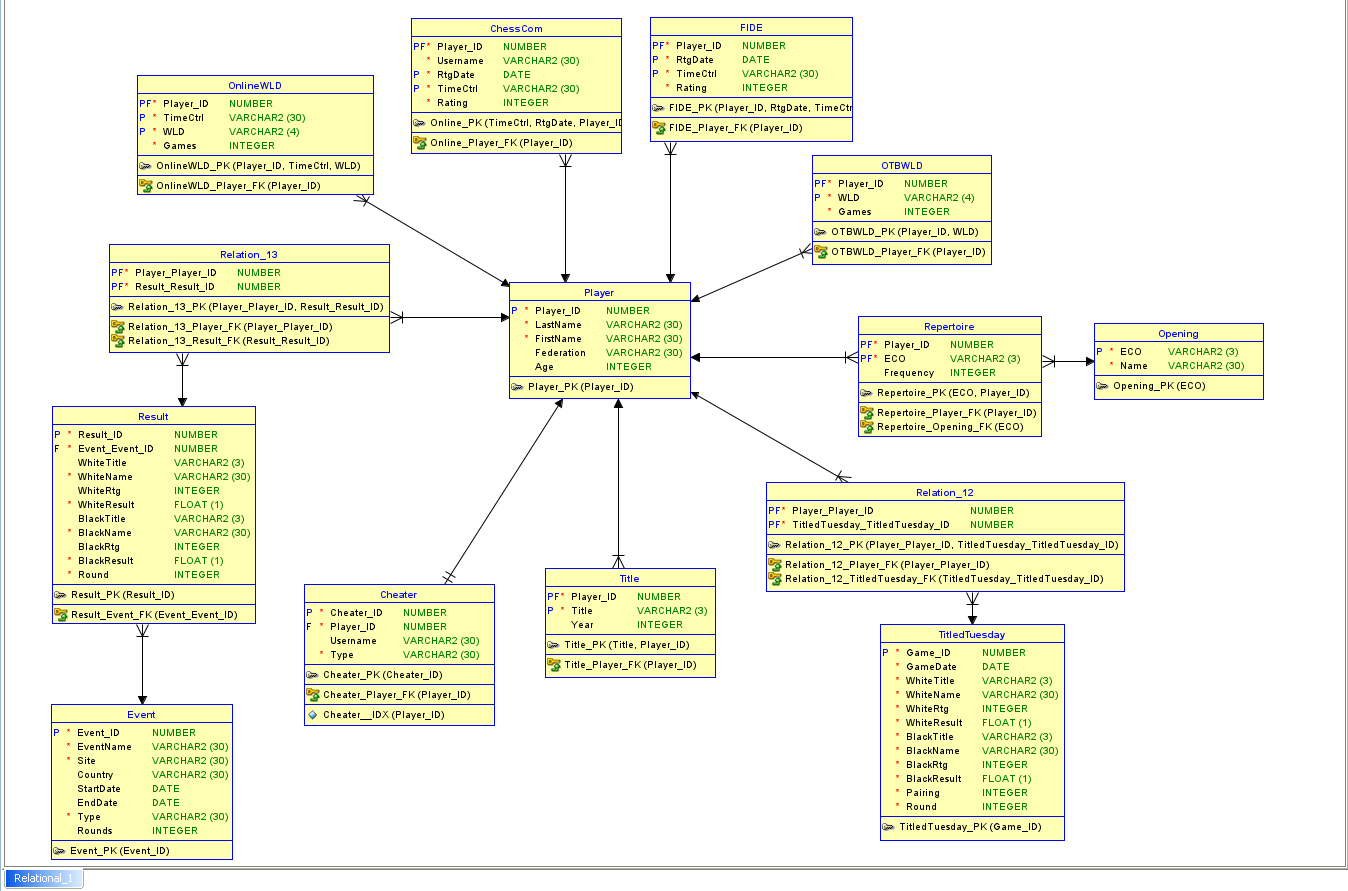 ChessCom
PF* Player_ID NUMBER
* Username VARCHAR2 (30)
P * RtgDate DATE
P * TimeCtrl VARCHAR2 (30)
* Rating INTEGER
Online_PK (TimeCtrl, RtgDate, Player_ID
Online_Player_FK (Player_ID)
FIDE
PF* Player_ID NUMBER
P * RtgDate DATE
P * TimeCtrl VARCHAR2 (30)
* Rating INTEGER
FIDE_PK (Player_ID, RtgDate, TimeCtr
FIDE_Player_FK (Player_ID)
OnlineWLD
PF* Player_ID NUMBER
P * TimeCtrl VARCHAR2 (30)
P * WLD VARCHAR2 (4)
* Games INTEGER
OnlineWLD_PK (Player_ID, TimeCtrl, WLD)
OnlineWLD_Player_FK (Player_ID)
OTBWLD
PF* Player_ID NUMBER
P * WLD VARCHAR2 (4)
* Games INTEGER
OTBWLD_PK (Player_ID, WLD)
OTBWLD_Player_FK (Player_ID)
Relation_13
PF* Player_Player_ID NUMBER
PF* Result_Result_ID NUMBER
Relation_13_PK (Player_Player_ID, Result_Result_ID)
Relation_13_Player_FK (Player_Player_ID)
Relation_13_Result_FK (Result_Result_ID)
Player
P * Player_ID NUMBER
* LastName VARCHAR2 (30)
* FirstName VARCHAR2 (30)
Federation VARCHAR2 (30)
Age INTEGER
Player_PK (Player_ID)
Repertoire
PF* Player_ID NUMBER
PF* ECO VARCHAR2 (3)
Frequency INTEGER
Repertoire_PK (ECO, Player_ID)
Repertoire_Player_FK (Player_ID)
Repertoire_Opening_FK (ECO)
Opening
P * ECO VARCHAR2 (3)
* Name VARCHAR2 (30)
Opening_PK (ECO)
Result
P * Result_ID NUMBER
F * Event_Event_ID NUMBER
WhiteTitle VARCHAR2 (3)
* WhiteName VARCHAR2 (30)
WhiteRtg INTEGER
* WhiteResult FLOAT (1)
BlackTitle VARCHAR2 (3)
* BlackName VARCHAR2 (30)
BlackRtg INTEGER
* BlackResult FLOAT (1)
* Round INTEGER
Result_PK (Result_ID)
Result_Event_FK (Event_Event_ID)
Relation_12
PF* Player_Player_ID NUMBER
PF* TitledTuesday_TitledTuesday_ID NUMBER
Relation_12_PK (Player_Player_ID, TitledTuesday_TitledTuesday_ID)
Relation_12_Player_FK (Player_Player_ID)
Relation_12_TitledTuesday_FK (TitledTuesday_TitledTuesday_ID)
Cheater
P * Cheater_ID NUMBER
F * Player_ID NUMBER
Username VARCHAR2 (30)
* Type VARCHAR2 (30)
Cheater_PK (Cheater_ID)
Cheater_Player_FK (Player_ID)
Cheater__IDX (Player_ID)
Title
PF* Player_ID NUMBER
P * Title VARCHAR2 (3)
Year INTEGER
Title_PK (Title, Player_ID)
Title_Player_FK (Player_ID)
TitledTuesday
P * Game_ID NUMBER
* GameDate DATE
* WhiteTitle VARCHAR2 (3)
* WhiteName VARCHAR2 (30)
* WhiteRtg INTEGER
* WhiteResult FLOAT (1)
* BlackTitle VARCHAR2 (3)
* BlackName VARCHAR2 (30)
* BlackRtg INTEGER
* BlackResult FLOAT (1)
* Pairing INTEGER
* Round INTEGER
TitledTuesday_PK (Game_ID)
Event
P * Event_ID NUMBER
* EventName VARCHAR2 (30)
* Site VARCHAR2 (30)
Country VARCHAR2 (30)
StartDate DATE
EndDate DATE
* Type VARCHAR2 (30)
Rounds INTEGER
Event_PK (Event_ID)
Relational_1